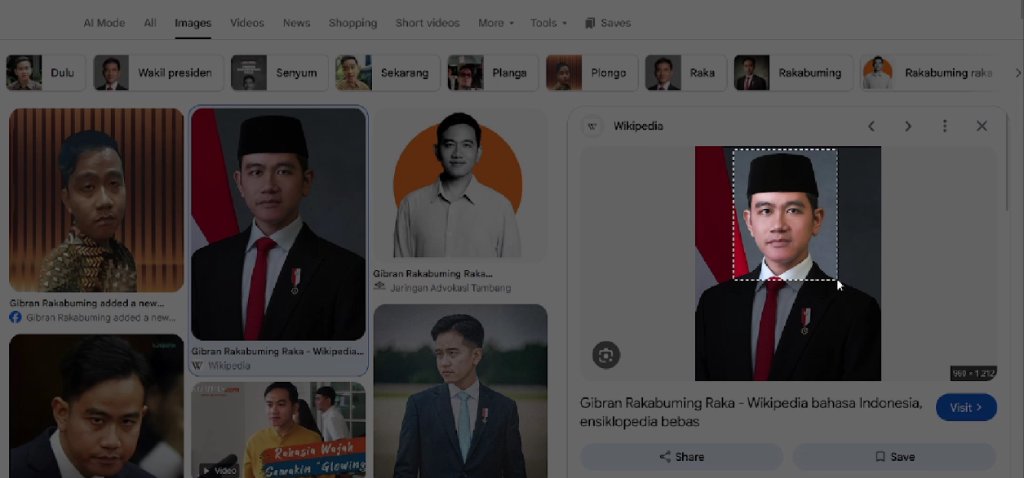 AI Mode All Images Videos News Shopping Short videos More Tools Saves
Dulu Wakil presiden Senyum Sekarang Planga Plongo Raka Rakabuming Rakabuming raka
Gibran Rakabuming added a new...
Gibran Rakabuming added a new...
Gibran Rakabuming Raka - Wikipedia...
Wikipedia
Video
Rahasia Wajah
Semakin "Glowing
Gibran Rakabuming Raka...
Jaringan Advokasi Tambang
W Wikipedia
960 × 1,212
Gibran Rakabuming Raka - Wikipedia bahasa Indonesia,
ensiklopedia bebas
Visit
Share Save